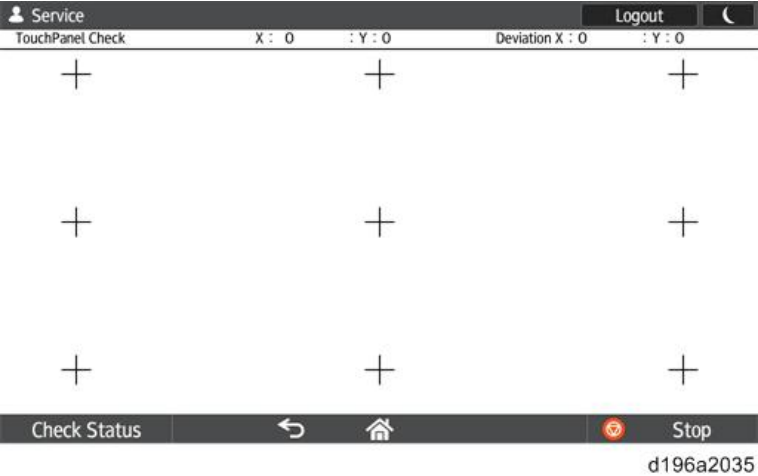 Service Logout
TouchPanel Check X : 0 : Y : 0 Deviation X : 0 : Y : 0
Check Status Stop
d196a2035